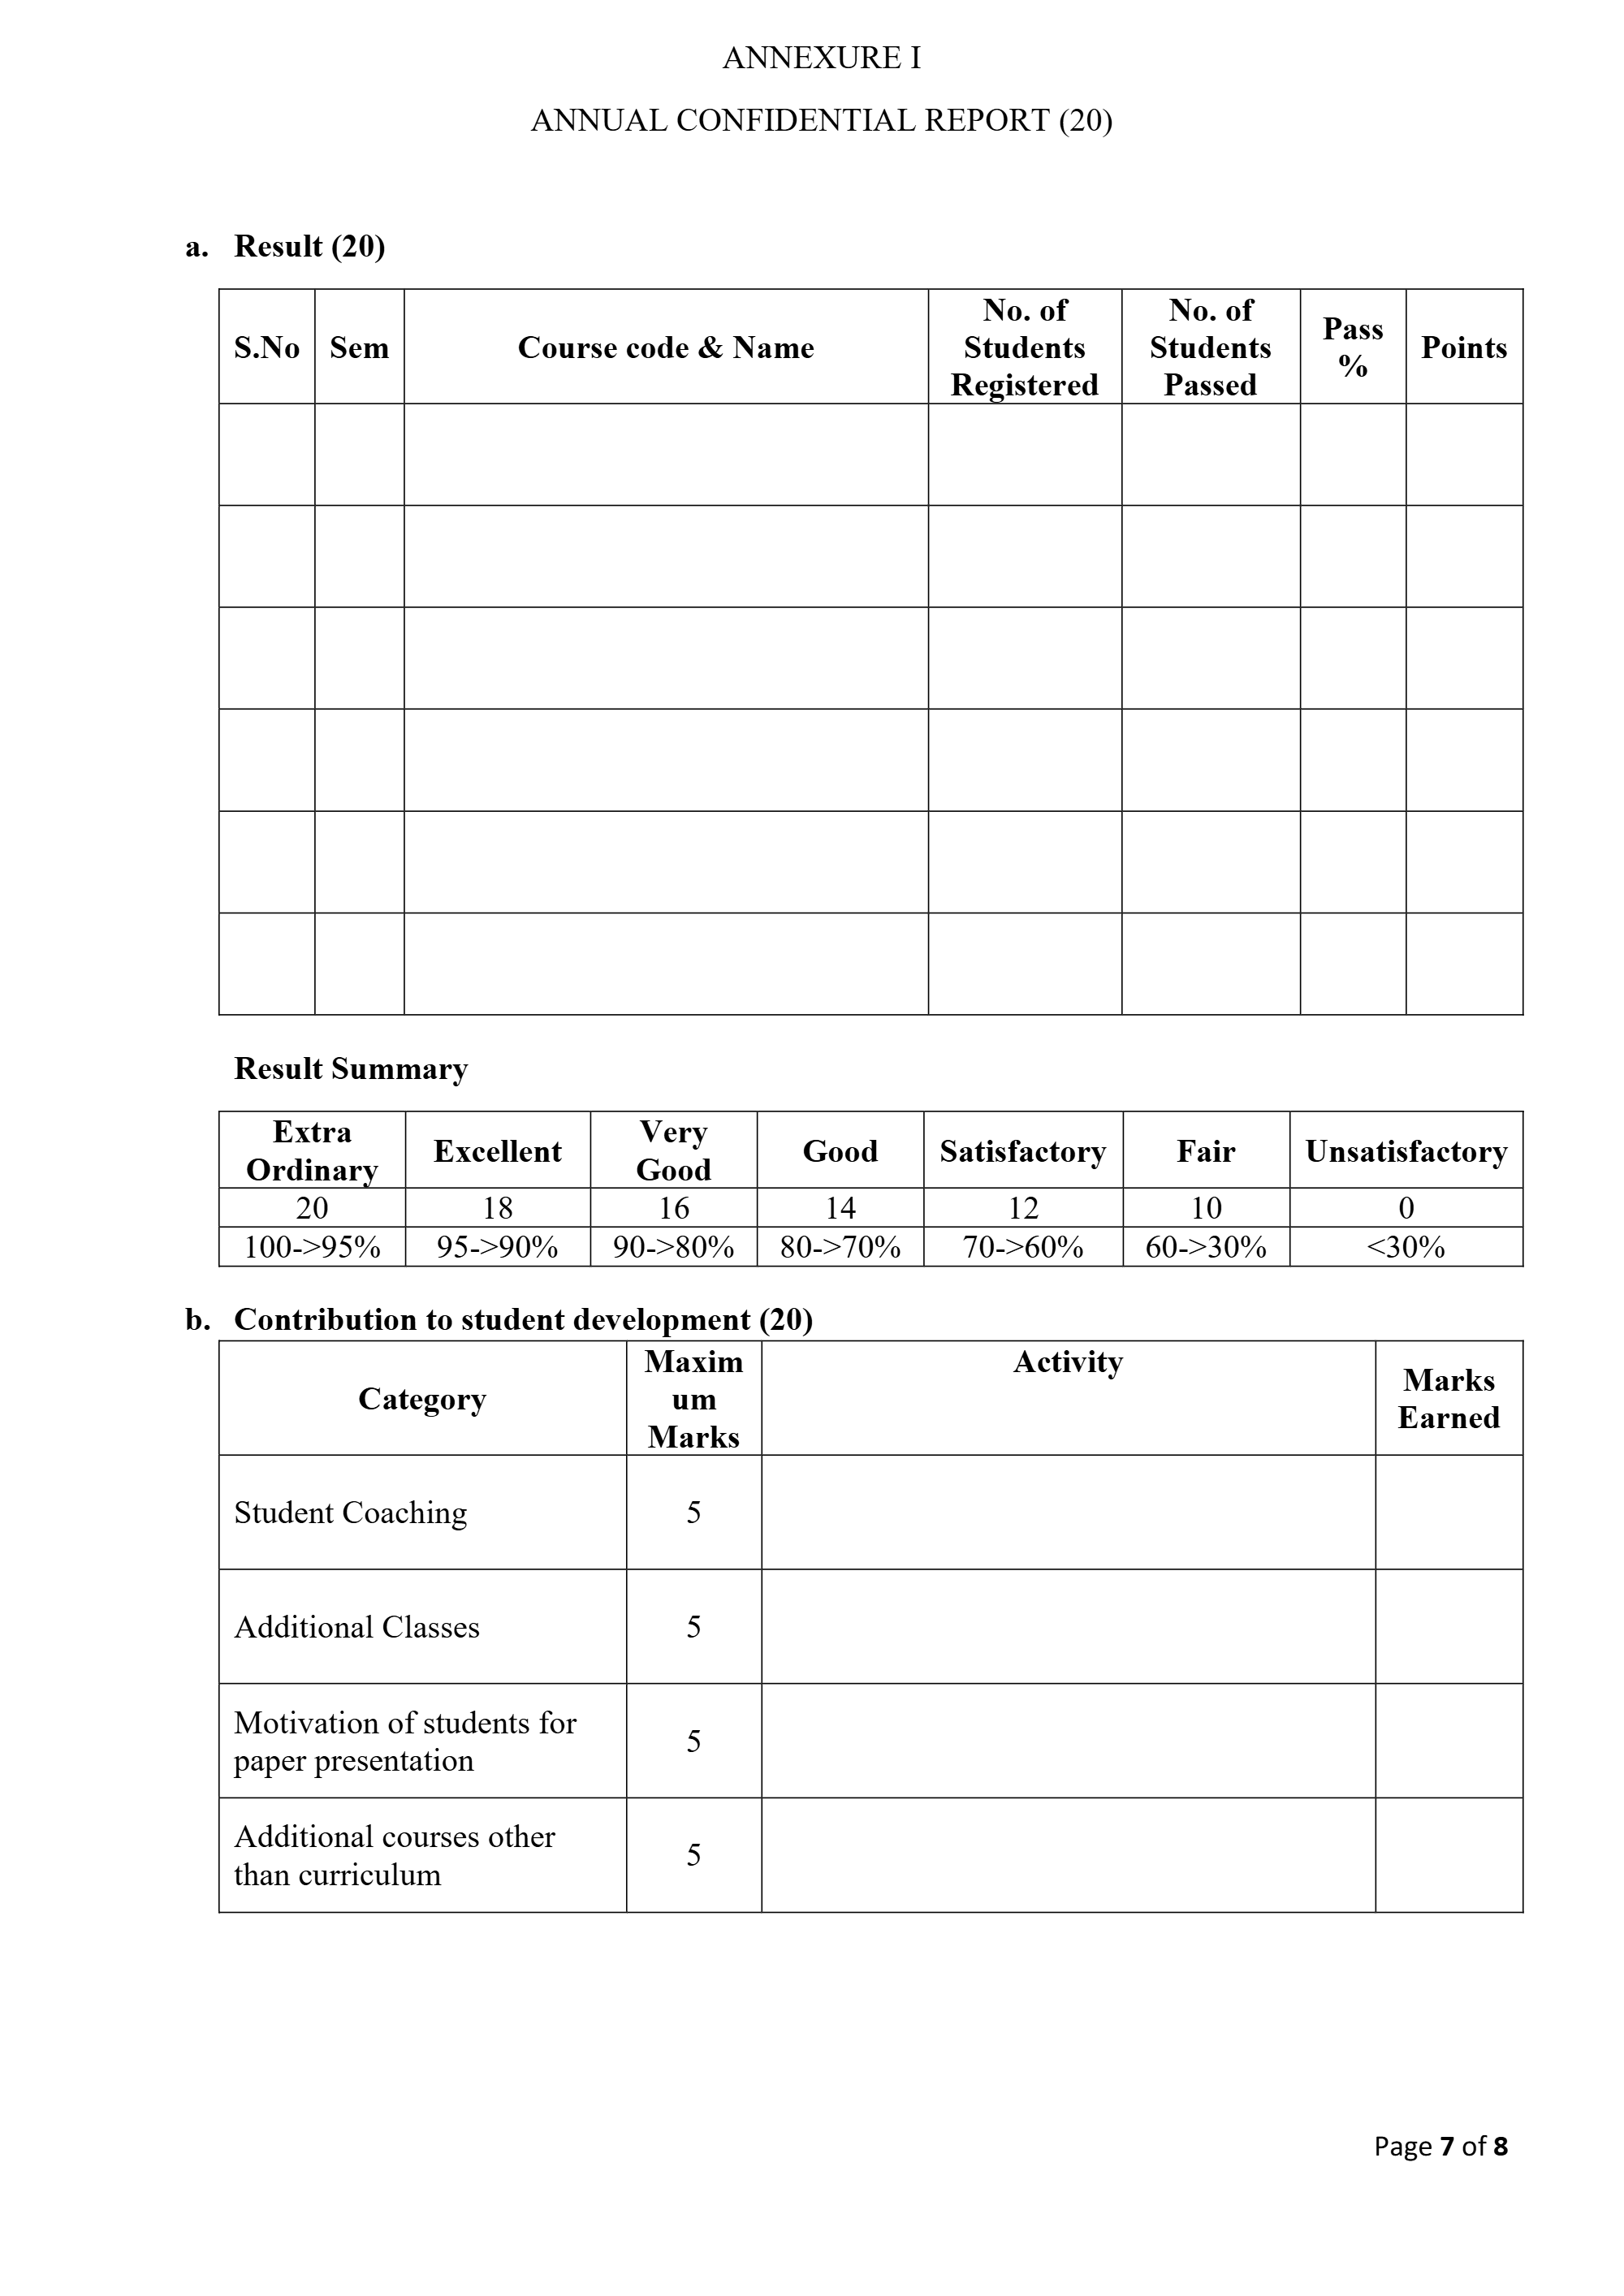 ANNEXURE I
ANNUAL CONFIDENTIAL REPORT (20)
a. Result (20)
S.No Sem Course code & Name No. of Students Registered No. of Students Passed Pass % Points
Result Summary
Extra Ordinary Excellent Very Good Good Satisfactory Fair Unsatisfactory
20 18 16 14 12 10 0
100->95% 95->90% 90->80% 80->70% 70->60% 60->30% <30%
b. Contribution to student development (20)
Category Maxim um Marks Activity Marks Earned
Student Coaching 5
Additional Classes 5
Motivation of students for paper presentation 5
Additional courses other than curriculum 5
Page 7 of 8